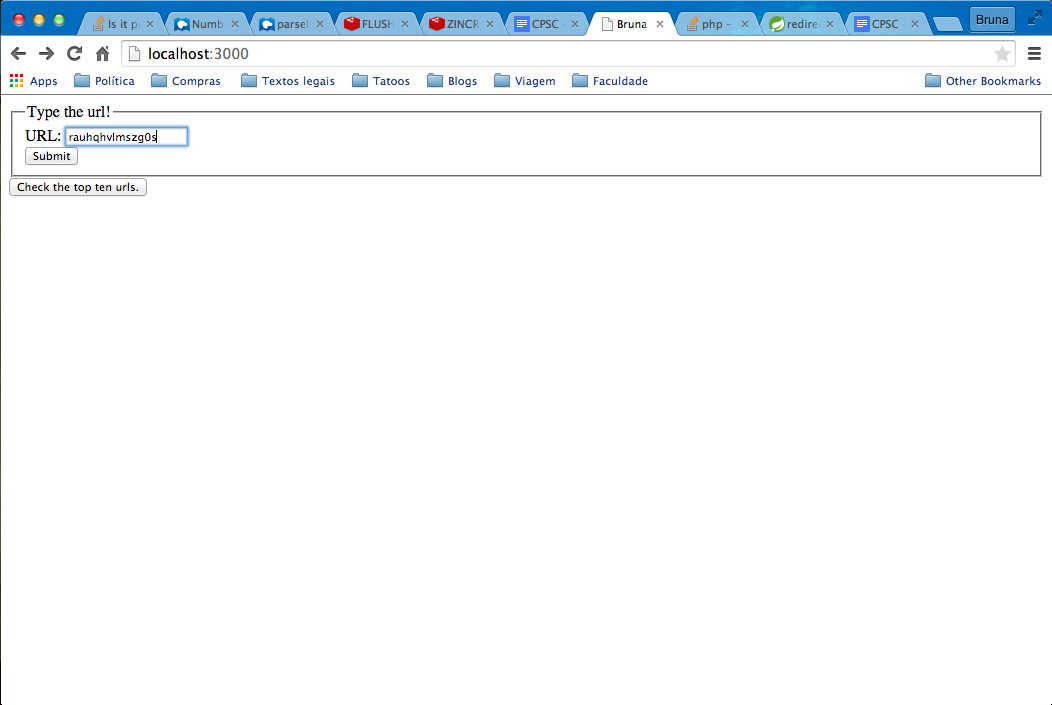 Is it p Numb parseI FLUSH ZINCR CPSC Bruna php – redire CPSC Bruna
localhost:3000
Apps Política Compras Textos legais Tatoos Blogs Viagem Faculdade Other Bookmarks
Type the url!
URL: rauhqhvlmszg0s
Submit
Check the top ten urls.